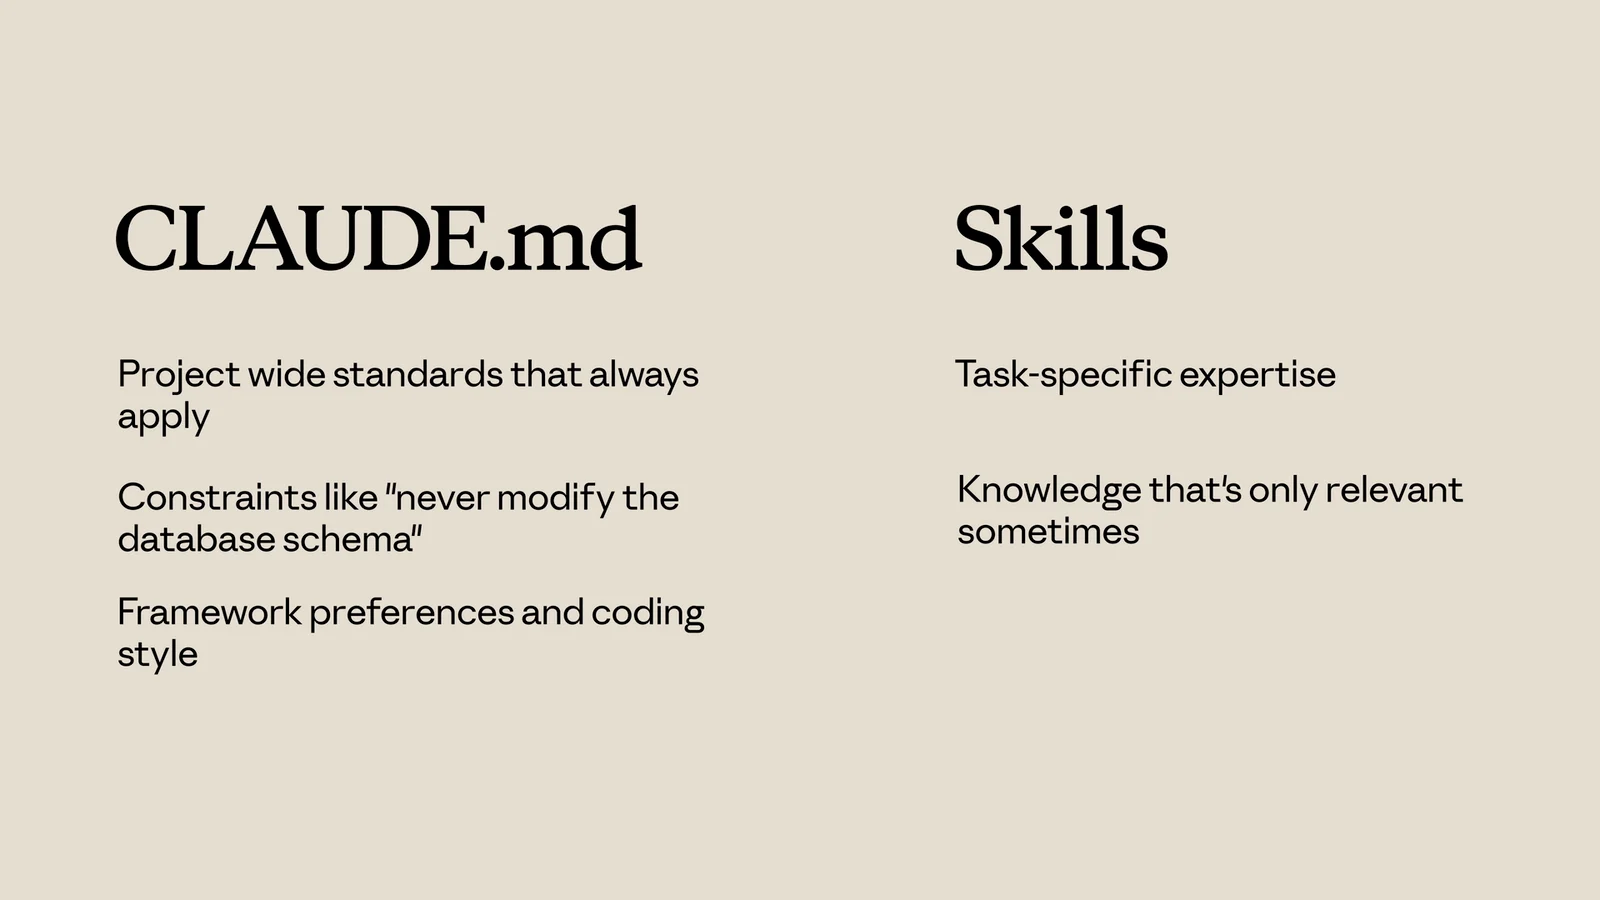 CLAUDE.md
Project wide standards that always
apply
Constraints like "never modify the
database schema"
Framework preferences and coding
style
Skills
Task-specific expertise
Knowledge that's only relevant
sometimes